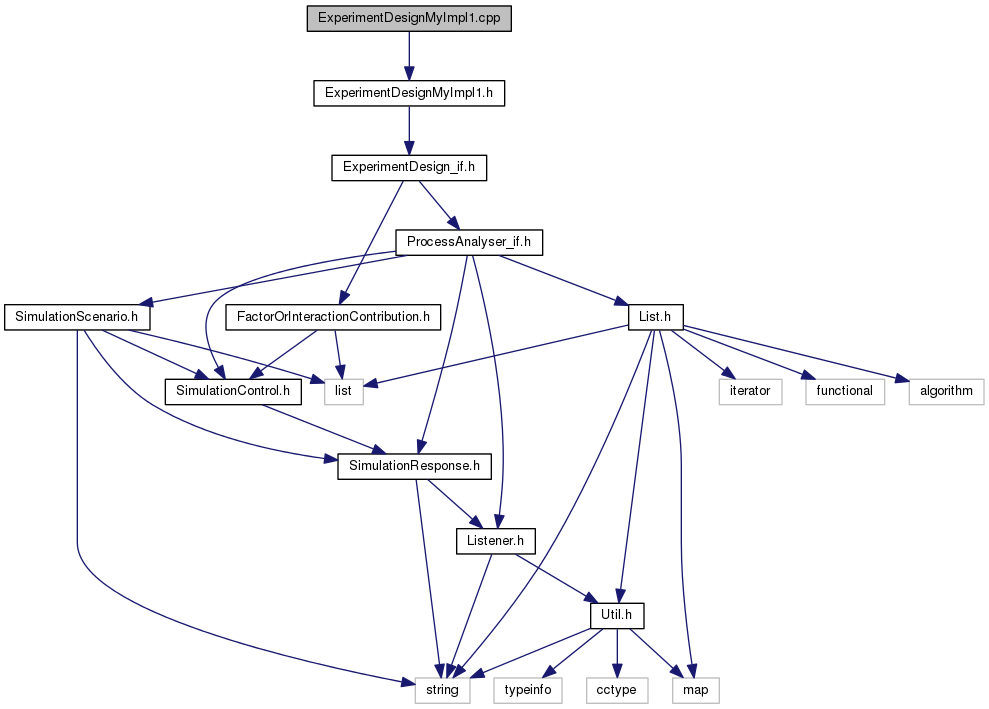 ExperimentDesignMyImpl1.cpp
ExperimentDesignMyImpl1.h
ExperimentDesign_if.h
ProcessAnalyser_if.h
SimulationScenario.h
FactorOrInteractionContribution.h
List.h
SimulationControl.h
list
iterator
functional
algorithm
SimulationResponse.h
Listener.h
Util.h
string
typeinfo
cctype
map